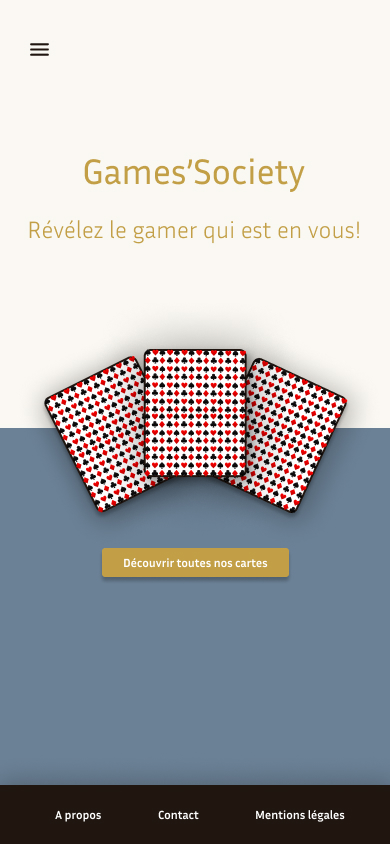 Games’Society
Révélez le gamer qui est en vous!
Découvrir toutes nos cartes
A propos
Contact
Mentions légales